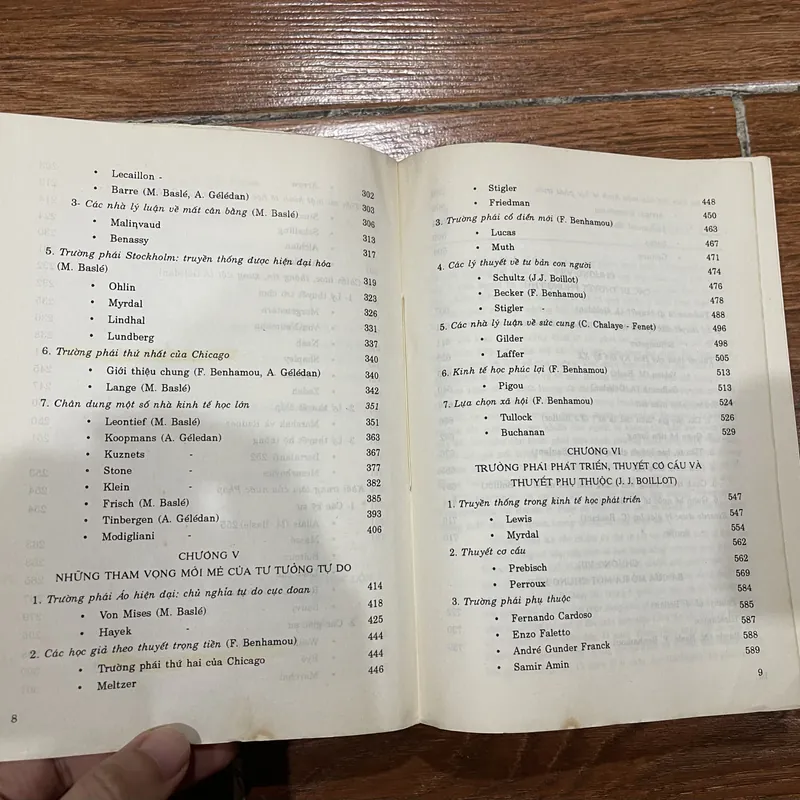 • Lecaillon - 302
• Barre (M. Baslé, A. Gélédan) 303
3- Các nhà lý luận về mất cân bằng (M. Baslé) 306
• Malinvaud 313
• Benassy 317
5. Trường phái Stockholm: truyền thống được hiện đại hóa
(M. Baslé) 319
• Ohlin 323
• Myrdal 326
• Lindhal 331
• Lundberg 337
6. Trường phái thứ nhất của Chicago 340
• Giới thiệu chung (F. Benhamou, A. Gélédan) 340
• Lange (M. Baslé) 342
7. Chân dung một số nhà kinh tế học lớn 351
• Leontief (M. Baslé) 351
• Koopmans (A. Géledan) 363
• Kuznets - 367
• Stone - 377
• Klein - 382
• Frisch (M. Baslé) 385
• Tinbergen (A. Gélédan) 393
• Modigliani - 406
CHƯƠNG V
NHỮNG THAM VỌNG MỚI MẺ CỦA TƯ TƯỞNG TỰ DO
1. Trường phái Áo hiện đại: chủ nghĩa tự do cực đoan 414
• Von Mises (M. Baslé) 418
• Hayek 425
2. Các học giả theo thuyết trọng tiền (F. Benhamou) 444
• Trường phái thứ hai của Chicago 444
• Meltzer 446
8
• Stigler 448
• Friedman 450
3. Trường phái cổ điển mới (F. Benhamou) 463
• Lucas 467
• Muth 471
4. Các lý thuyết về tư bản con người 474
• Schultz (J.J. Boillot) 476
• Becker (F. Benhamou) 478
• Stigler - 488
5. Các nhà lý luận về sức cung (C. Chalaye - Fenet) 496
• Gilder 498
• Laffer 505
6. Kinh tế học phúc lợi (F. Benhamou) 513
• Pigou 513
7. Lựa chọn xã hội (F. Benhamou) 524
• Tullock 526
• Buchanan 529
CHƯƠNG VI
TRƯỜNG PHÁI PHÁT TRIỂN, THUYẾT CƠ CẤU VÀ
THUYẾT PHỤ THUỘC (J. J. BOILLOT)
1. Truyền thống trong kinh tế học phát triển 547
• Lewis 547
• Myrdal 554
2. Thuyết cơ cấu 562
• Prebisch 562
• Perroux 569
3. Trường phái phụ thuộc 584
• Fernando Cardoso 585
• Enzo Faletto 587
• André Gunder Franck 588
• Samir Amin 589
9